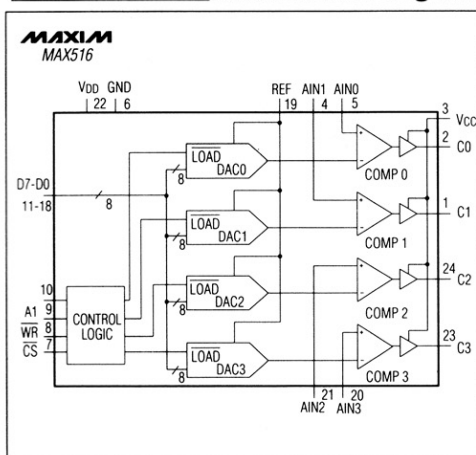 MAXIM
MAX516
VDD GND
22 6
REF AIN1 AIN0
19 4 5
3 VCC
2 C0
LOAD
DAC0
8
COMP 0
D7-D0
11-18
8
LOAD
DAC1
8
1 C1
COMP 1
LOAD
DAC2
8
24 C2
COMP 2
10
A1 9
WR 8
CS 7
CONTROL
LOGIC
LOAD
DAC3
8
23 C3
COMP 3
21 20
AIN2 AIN3